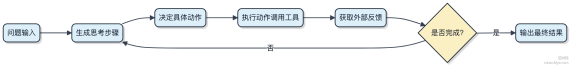 问题输入
生成思考步骤
决定具体动作
执行动作调用工具
获取外部反馈
是否完成?
是
输出最终结果
否